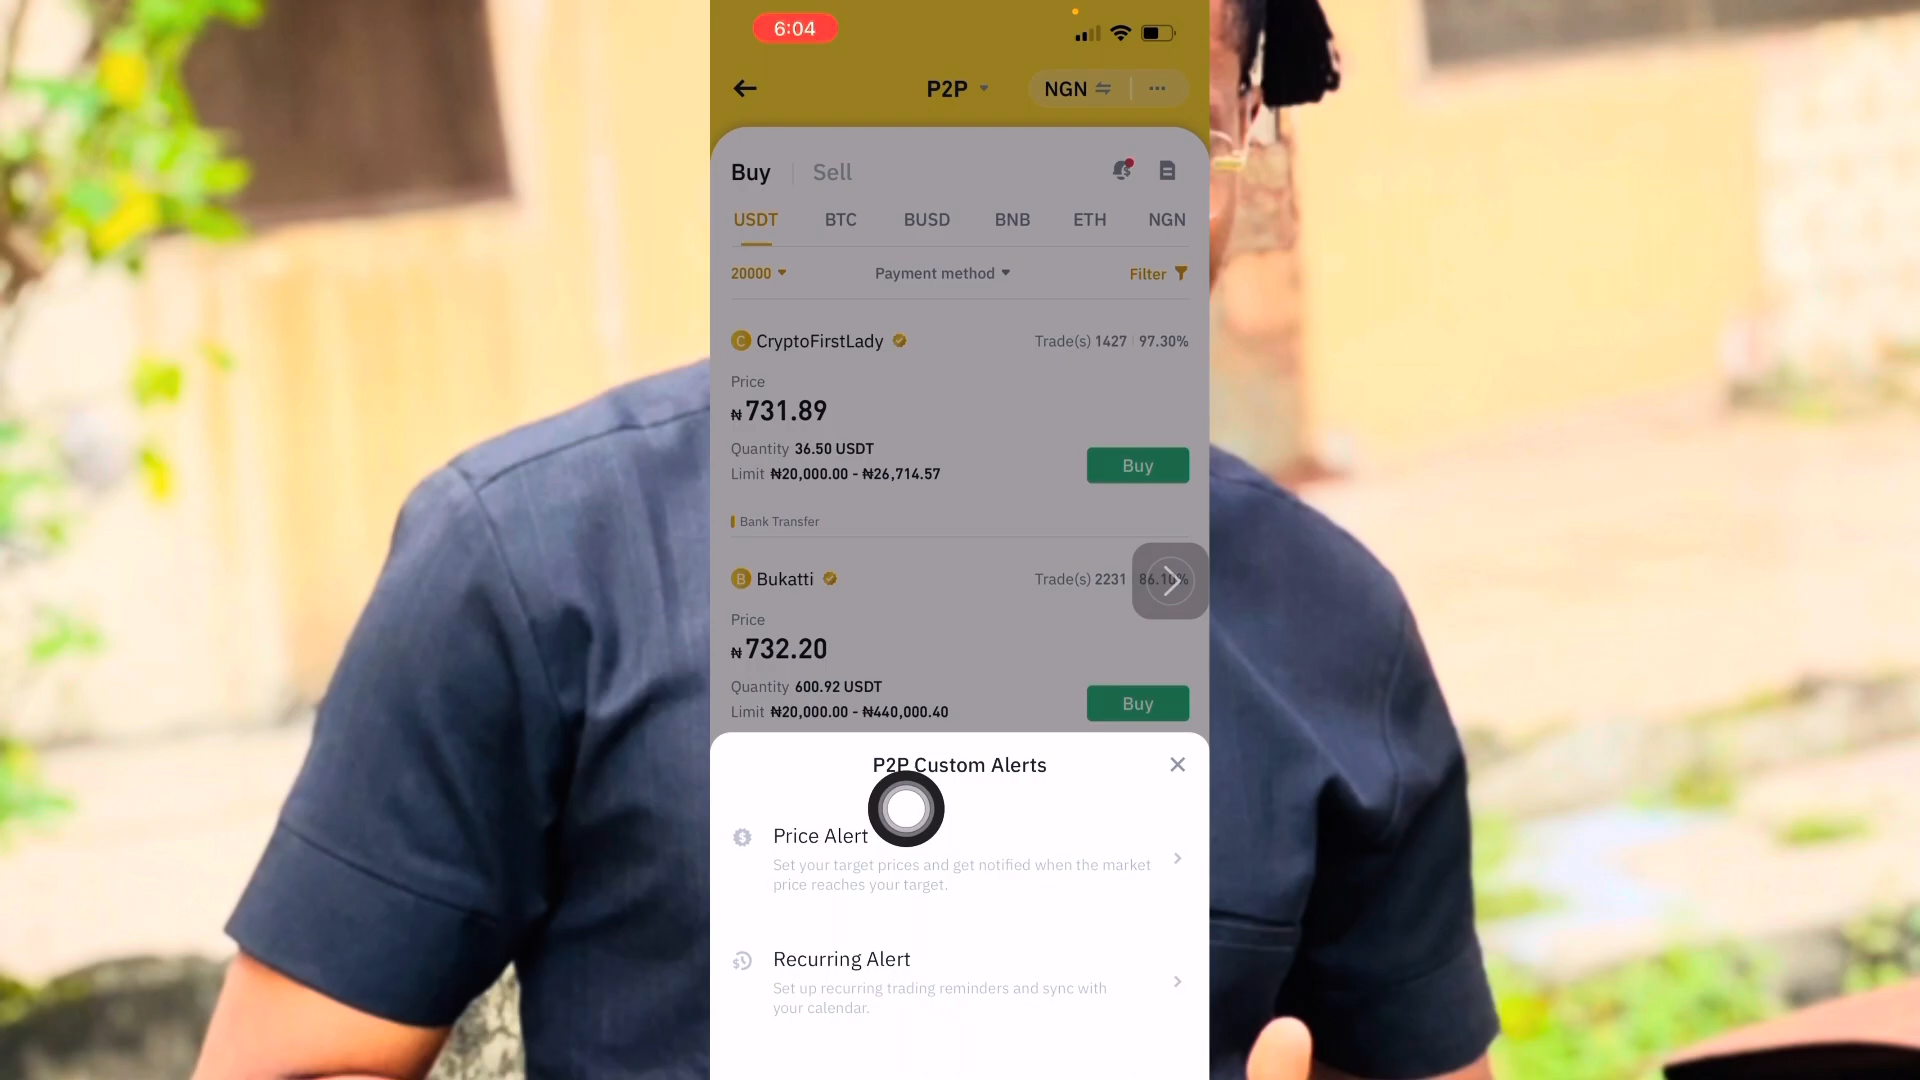 6:04
P2P
NGN
Buy
Sell
USDT
BTC
BUSD
BNB
ETH
NGN
20000
Payment method
Filter
C CryptoFirstLady
Trade(s) 1427 97.30%
Price
₦731.89
Quantity 36.50 USDT
Limit ₦20,000.00 - ₦26,714.57
Buy
Bank Transfer
B Bukatti
Trade(s) 2231 86.10%
Price
₦732.20
Quantity 600.92 USDT
Limit ₦20,000.00 - ₦440,000.40
Buy
P2P Custom Alerts
Price Alert
Set your target prices and get notified when the market
price reaches your target.
Recurring Alert
Set up recurring trading reminders and sync with
your calendar.